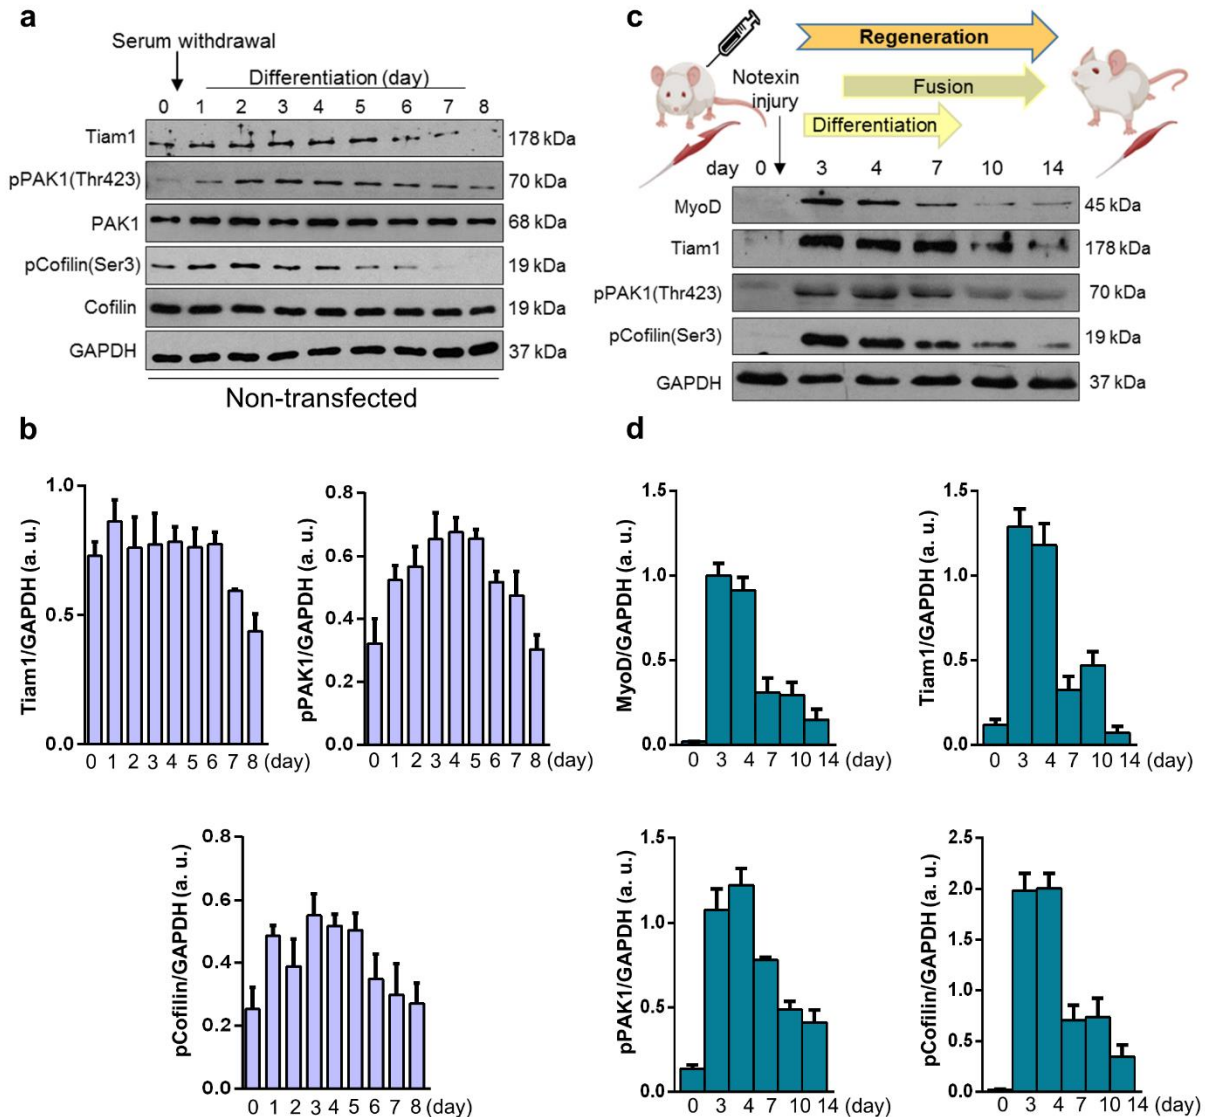 a
Serum withdrawal
Differentiation (day)
0 1 2 3 4 5 6 7 8
Tiam1 178 kDa
pPAK1(Thr423) 70 kDa
PAK1 68 kDa
pCofilin(Ser3) 19 kDa
Cofilin 19 kDa
GAPDH 37 kDa
Non-transfected
c
Regeneration
Notexin
injury
Fusion
Differentiation
day 0 3 4 7 10 14
MyoD 45 kDa
Tiam1 178 kDa
pPAK1(Thr423) 70 kDa
pCofilin(Ser3) 19 kDa
GAPDH 37 kDa
b
Tiam1/GAPDH (a. u.)
1.0
0.5
0.0
0 1 2 3 4 5 6 7 8 (day)
pPAK1/GAPDH (a. u.)
0.8
0.6
0.4
0.2
0.0
0 1 2 3 4 5 6 7 8 (day)
pCofilin/GAPDH (a. u.)
0.8
0.6
0.4
0.2
0.0
0 1 2 3 4 5 6 7 8 (day)
d
MyoD/GAPDH (a. u.)
1.5
1.0
0.5
0.0
0 3 4 7 10 14 (day)
Tiam1/GAPDH (a. u.)
1.5
1.0
0.5
0.0
0 3 4 7 10 14 (day)
pPAK1/GAPDH (a. u.)
1.5
1.0
0.5
0.0
0 3 4 7 10 14 (day)
pCofilin/GAPDH (a. u.)
2.5
2.0
1.5
1.0
0.5
0.0
0 3 4 7 10 14 (day)